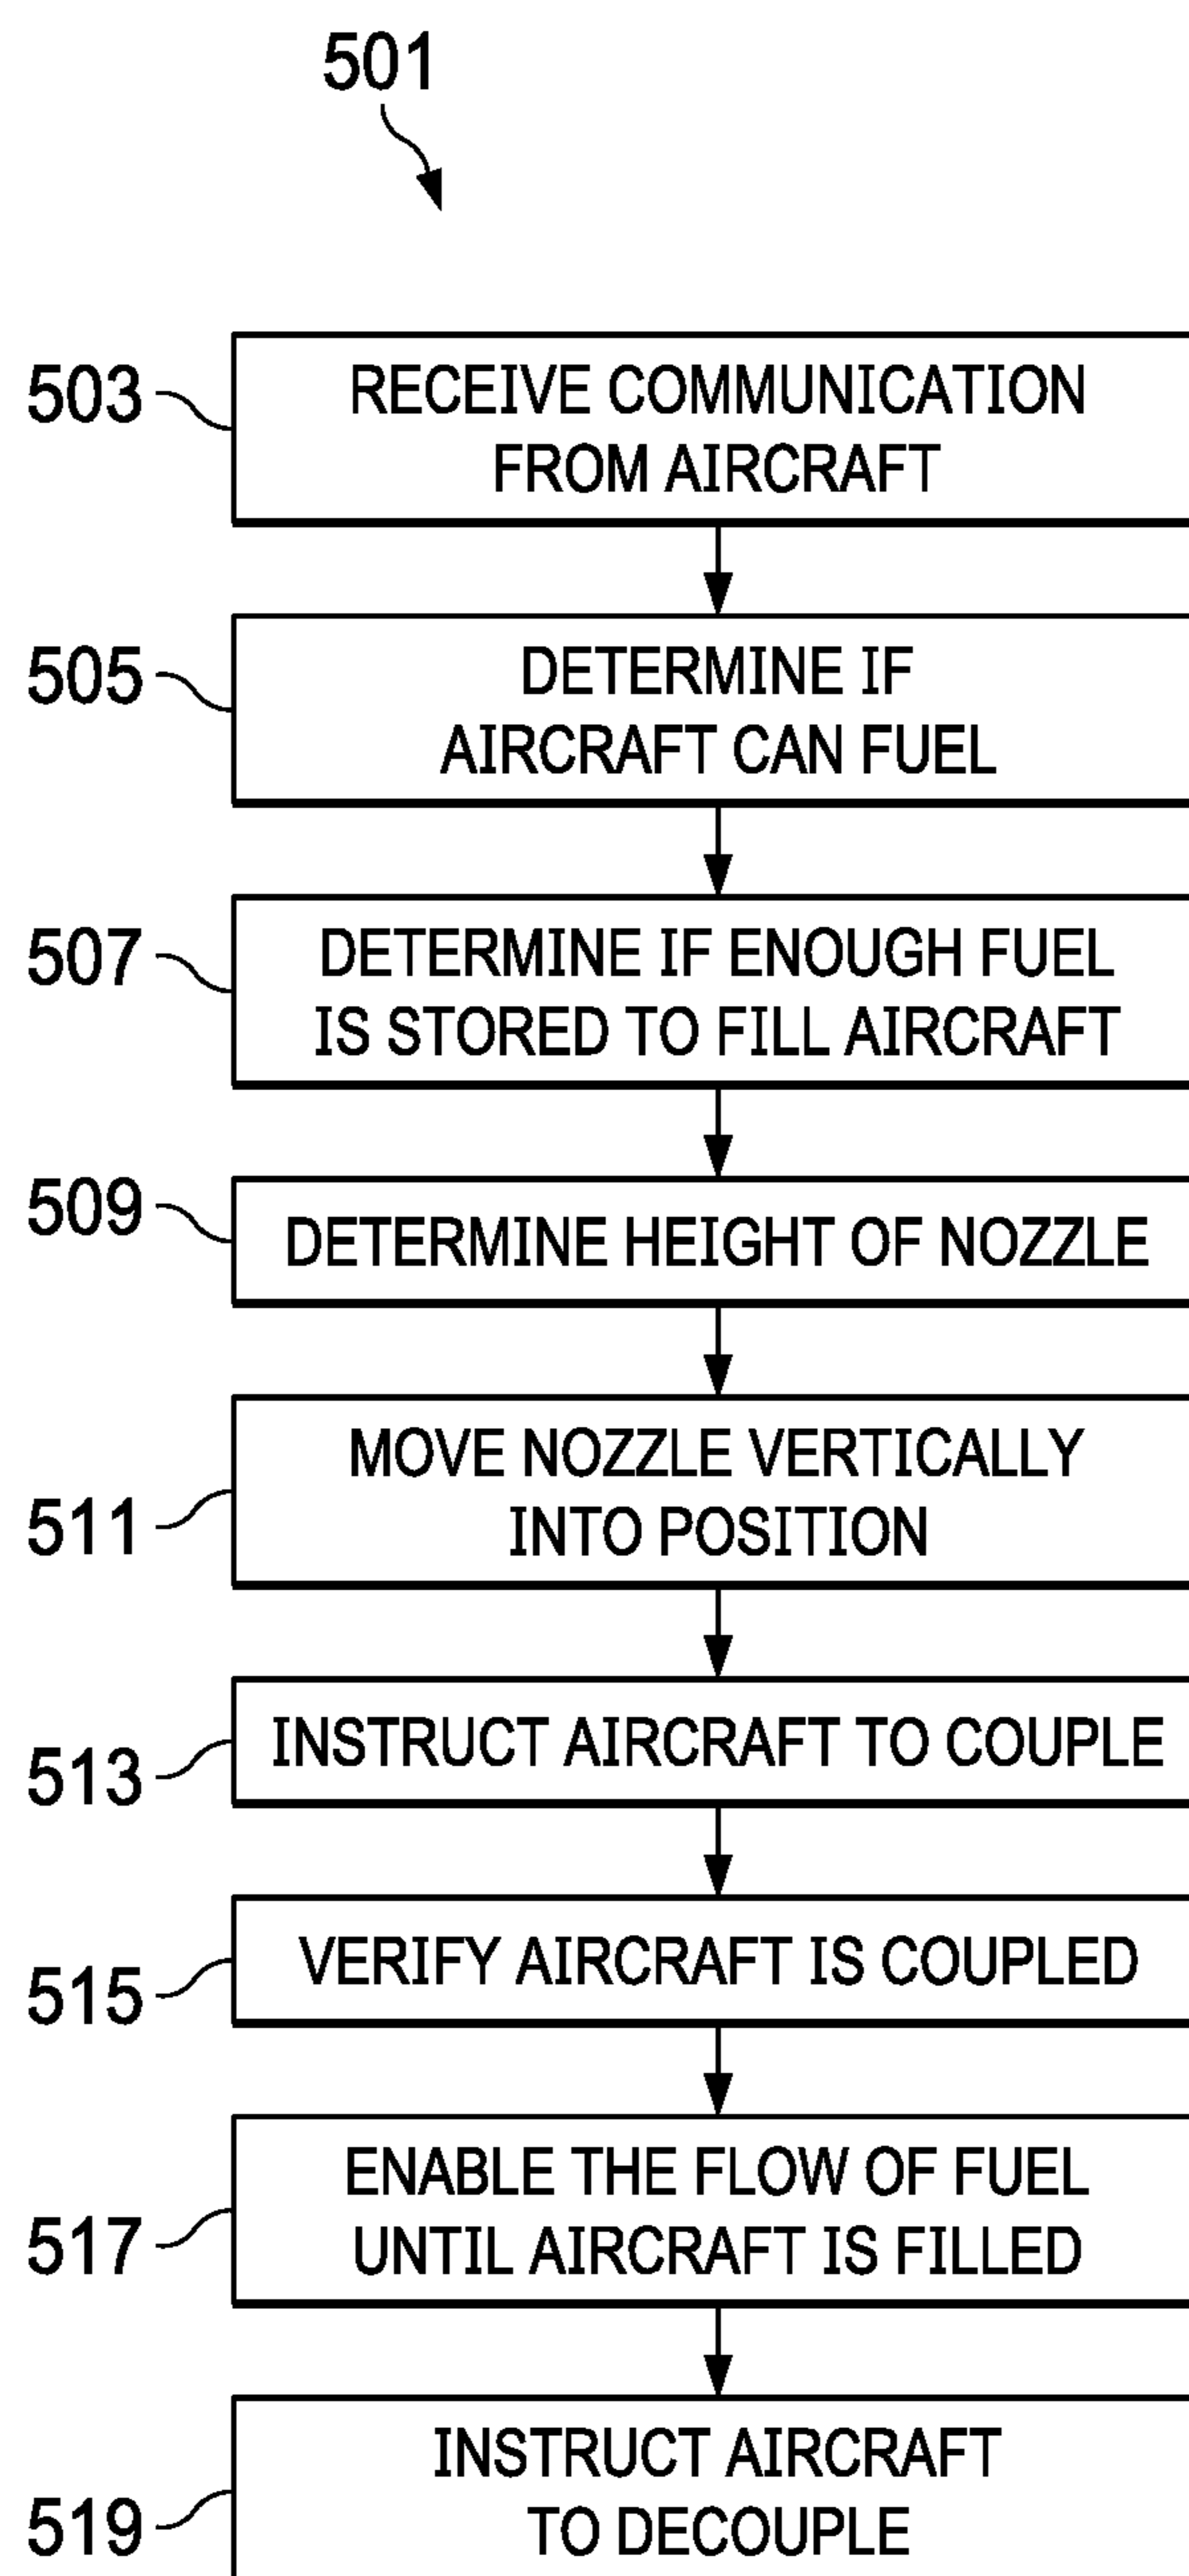 501
503
RECEIVE COMMUNICATION
FROM AIRCRAFT
505
DETERMINE IF
AIRCRAFT CAN FUEL
507
DETERMINE IF ENOUGH FUEL
IS STORED TO FILL AIRCRAFT
509
DETERMINE HEIGHT OF NOZZLE
511
MOVE NOZZLE VERTICALLY
INTO POSITION
513
INSTRUCT AIRCRAFT TO COUPLE
515
VERIFY AIRCRAFT IS COUPLED
517
ENABLE THE FLOW OF FUEL
UNTIL AIRCRAFT IS FILLED
519
INSTRUCT AIRCRAFT
TO DECOUPLE